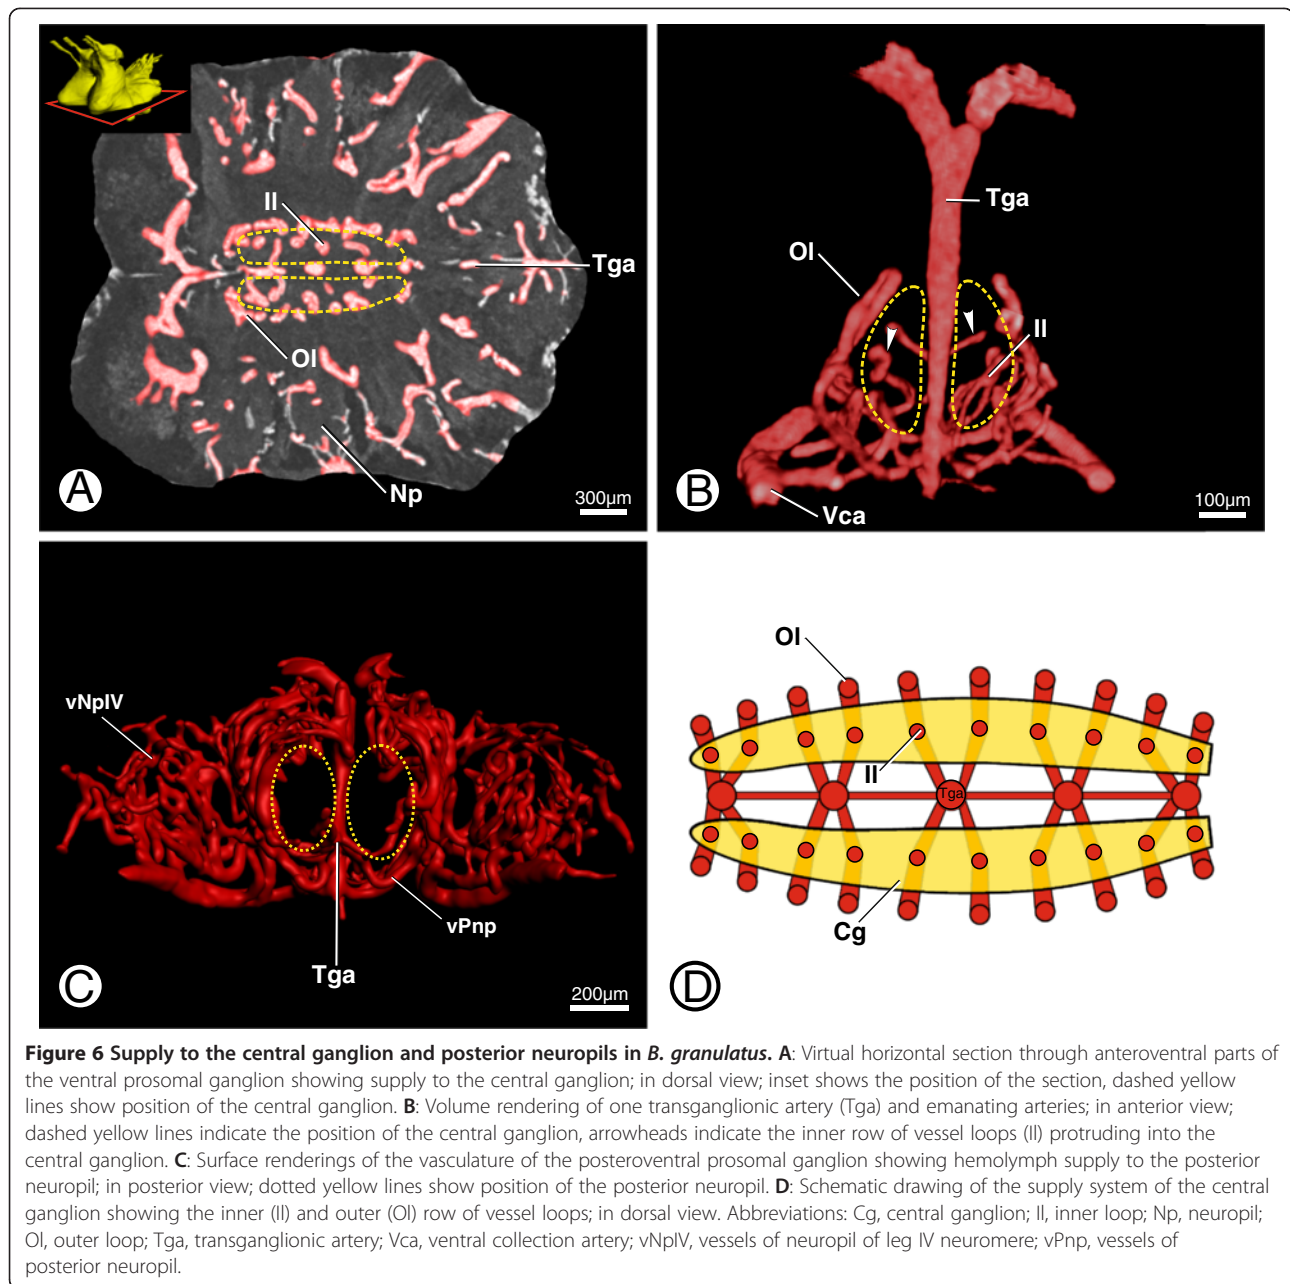 Il
Tga
Ol
Np
A
300µm
Tga
Ol
Il
Vca
B
100µm
vNpIV
vPnp
Tga
C
200µm
Ol
Il
Tga
Cg
D
Figure 6 Supply to the central ganglion and posterior neuropils in B. granulatus. A: Virtual horizontal section through anteroventral parts of
the ventral prosomal ganglion showing supply to the central ganglion; in dorsal view; inset shows the position of the section, dashed yellow
lines show position of the central ganglion. B: Volume rendering of one transganglionic artery (Tga) and emanating arteries; in anterior view;
dashed yellow lines indicate the position of the central ganglion, arrowheads indicate the inner row of vessel loops (Il) protruding into the
central ganglion. C: Surface renderings of the vasculature of the posteroventral prosomal ganglion showing hemolymph supply to the posterior
neuropil; in posterior view; dotted yellow lines show position of the posterior neuropil. D: Schematic drawing of the supply system of the central
ganglion showing the inner (Il) and outer (Ol) row of vessel loops; in dorsal view. Abbreviations: Cg, central ganglion; Il, inner loop; Np, neuropil;
Ol, outer loop; Tga, transganglionic artery; Vca, ventral collection artery; vNpIV, vessels of neuropil of leg IV neuromere; vPnp, vessels of
posterior neuropil.